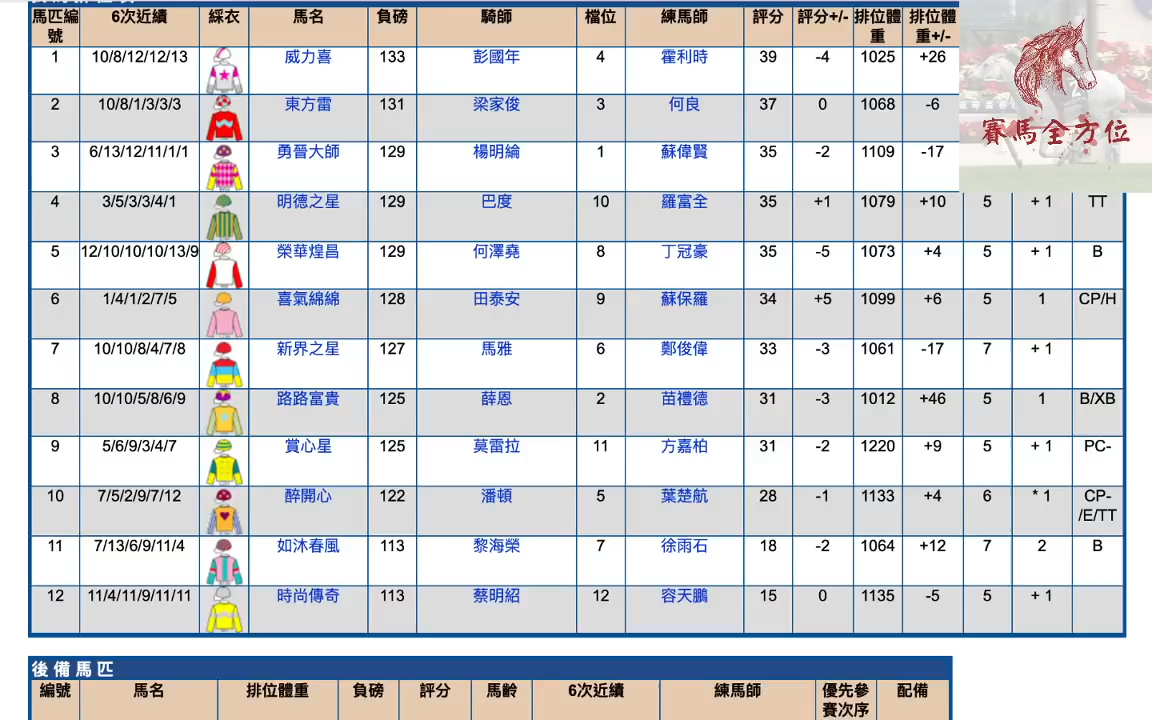 馬匹編號 6次近績 綵衣 馬名 負磅 騎師 檔位 練馬師 評分 評分+/- 排位體重 排位體重+/-
1 10/8/12/12/13 威力喜 133 彭國年 4 霍利時 39 -4 1025 +26
2 10/8/1/3/3/3 東方雷 131 梁家俊 3 何良 37 0 1068 -6
賽馬全方位
3 6/13/12/11/1/1 勇晉大師 129 楊明綸 1 蘇偉賢 35 -2 1109 -17
4 3/5/3/3/4/1 明德之星 129 巴度 10 羅富全 35 +1 1079 +10 5 + 1 TT
5 12/10/10/10/13/9 榮華煌昌 129 何澤堯 8 丁冠豪 35 -5 1073 +4 5 + 1 B
6 1/4/1/2/7/5 喜氣綿綿 128 田泰安 9 蘇保羅 34 +5 1099 +6 5 1 CP/H
7 10/10/8/4/7/8 新界之星 127 馬雅 6 鄭俊偉 33 -3 1061 -17 7 + 1
8 10/10/5/8/6/9 路路富貴 125 薛恩 2 苗禮德 31 -3 1012 +46 5 1 B/XB
9 5/6/9/3/4/7 賞心星 125 莫雷拉 11 方嘉柏 31 -2 1220 +9 5 + 1 PC-
10 7/5/2/9/7/12 醉開心 122 潘頓 5 葉楚航 28 -1 1133 +4 6 * 1 CP-/E/TT
11 7/13/6/9/11/4 如沐春風 113 黎海榮 7 徐雨石 18 -2 1064 +12 7 2 B
12 11/4/11/9/11/11 時尚傳奇 113 蔡明紹 12 容天鵬 15 0 1135 -5 5 + 1
後備馬匹
編號 馬名 排位體重 負磅 評分 馬齡 6次近績 練馬師 優先參賽次序 配備